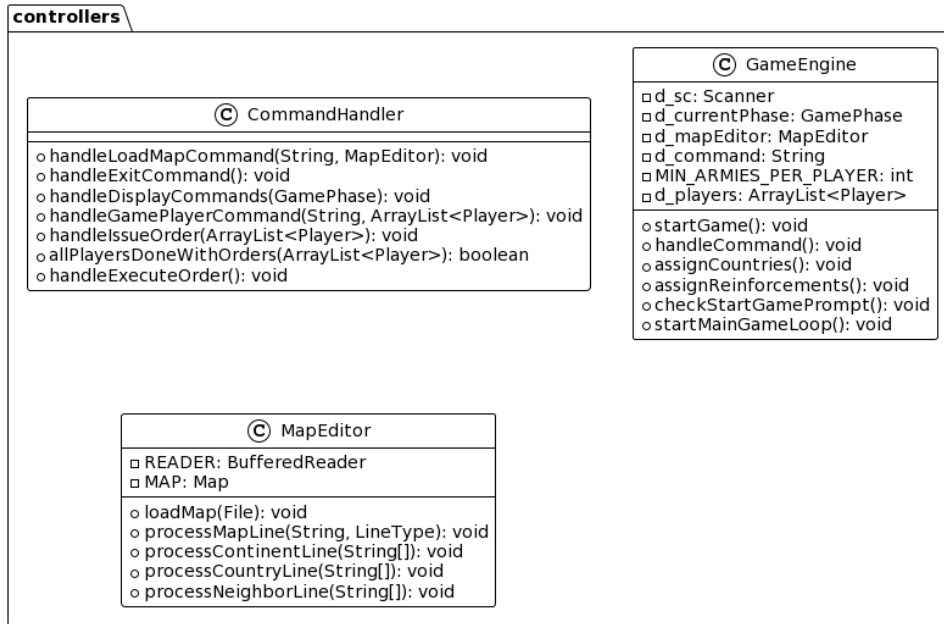 controllers
C CommandHandler
handleLoadMapCommand(String, MapEditor): void
handleExitCommand(): void
handleDisplayCommands(GamePhase): void
handleGamePlayerCommand(String, ArrayList<Player>): void
handleIssueOrder(ArrayList<Player>): void
allPlayersDoneWithOrders(ArrayList<Player>): boolean
handleExecuteOrder(): void
C GameEngine
d_sc: Scanner
d_currentPhase: GamePhase
d_mapEditor: MapEditor
d_command: String
MIN_ARMIES_PER_PLAYER: int
d_players: ArrayList<Player>
startGame(): void
handleCommand(): void
assignCountries(): void
assignReinforcements(): void
checkStartGamePrompt(): void
startMainGameLoop(): void
C MapEditor
READER: BufferedReader
MAP: Map
loadMap(File): void
processMapLine(String, LineType): void
processContinentLine(String[]): void
processCountryLine(String[]): void
processNeighborLine(String[]): void